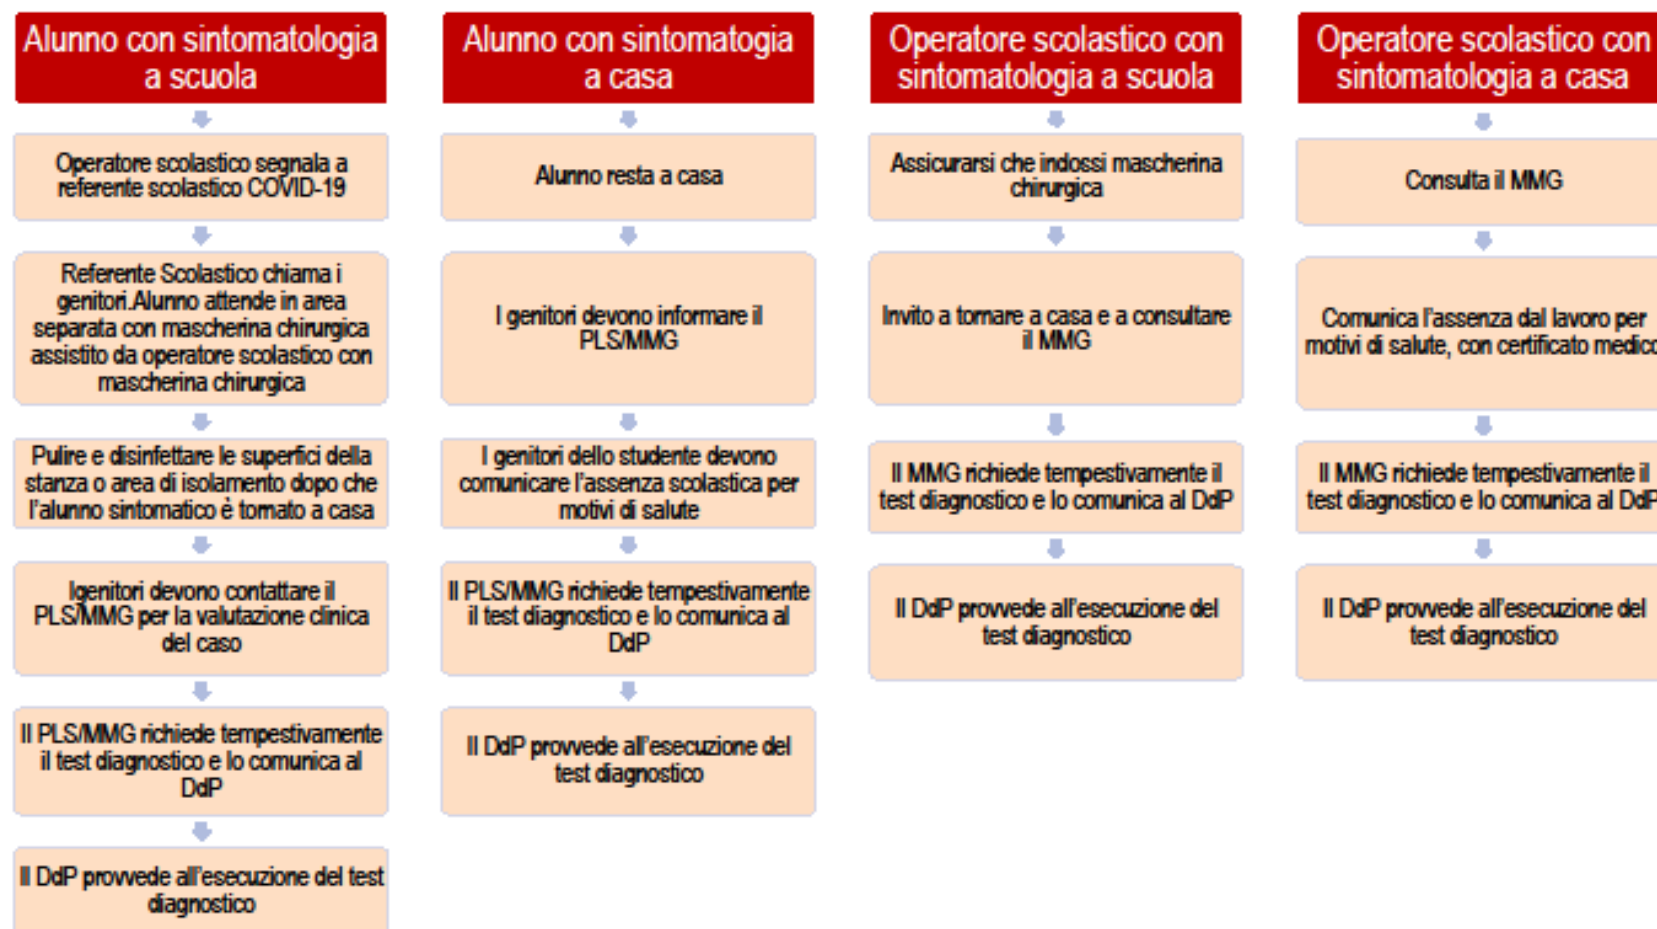 Alunno con sintomatologia
a scuola
Operatore scolastico segnala a
referente scolastico COVID-19
Referente Scolastico chiama i
genitori.Alunno attende in area
separata con mascherina chirurgica
assistito da operatore scolastico con
mascherina chirurgica
Pulire e disinfettare le superfici della
stanza o area di isolamento dopo che
l'alunno sintomatico è tornato a casa
Igenitori devono contattare il
PLS/MMG per la valutazione clinica
del caso
Il PLS/MMG richiede tempestivamente
il test diagnostico e lo comunica al
DdP
Il DdP provvede all'esecuzione del test
diagnostico
Alunno con sintomatogia
a casa
Alunno resta a casa
I genitori devono informare il
PLS/MMG
I genitori dello studente devono
comunicare l'assenza scolastica per
motivi di salute
Il PLS/MMG richiede tempestivamente
il test diagnostico e lo comunica al
DdP
Il DdP provvede all'esecuzione del
test diagnostico
Operatore scolastico con
sintomatologia a scuola
Assicurarsi che indossi mascherina
chirurgica
Invito a tornare a casa e a consultare
il MMG
Il MMG richiede tempestivamente il
test diagnostico e lo comunica al DdP
Il DdP provvede all'esecuzione del
test diagnostico
Operatore scolastico con
sintomatologia a casa
Consulta il MMG
Comunica l'assenza dal lavoro per
motivi di salute, con certificato medico
Il MMG richiede tempestivamente il
test diagnostico e lo comunica al DdP
Il DdP provvede all'esecuzione del
test diagnostico